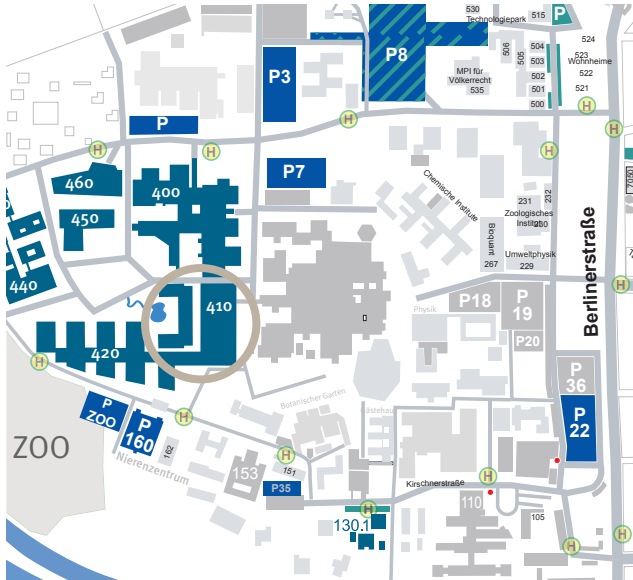 530
Technologiepark
515
P
P8
524
504
523
503
Wohnheime
506
505
522
MPI für
Völkerrecht
535
502
501
521
500
P3
H
H
P
H
H
H
H
P7
460
400
450
440
Chemische Institute
231
232
Zoologisches
Institut
230
Bioquant
267
Umweltphysik
229
Berlinerstraße
H
410
P18
P
19
Physik
P20
420
H
P
36
P
22
Botanischer Garten
P
ZOO
P
160
H
ZOO
162
Nierenzentrum
H
151
153
P35
Kirschnerstraße
H
110
H
130.1
105
H
H